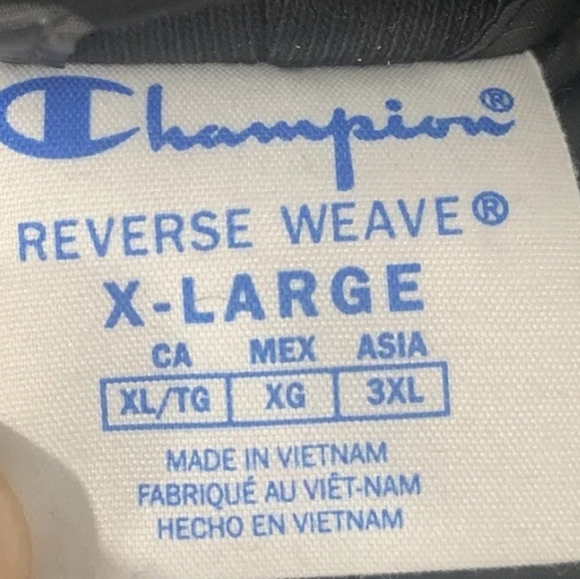 Champion®
REVERSE WEAVE®
X-LARGE
CA MEX ASIA
XL/TG XG 3XL
MADE IN VIETNAM
FABRIQUÉ AU VIÊT-NAM
HECHO EN VIETNAM